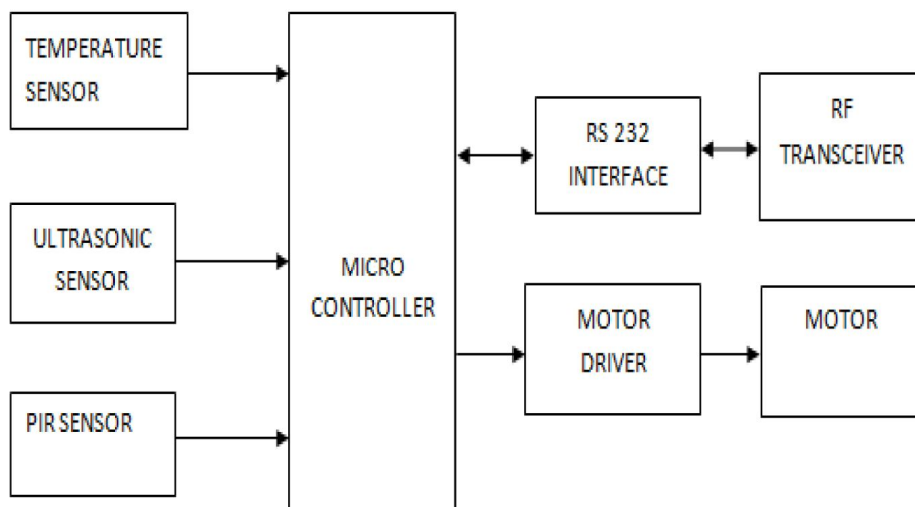 TEMPERATURE
SENSOR
ULTRASONIC
SENSOR
PIR SENSOR
MICRO
CONTROLLER
RS 232
INTERFACE
RF
TRANSCEIVER
MOTOR
DRIVER
MOTOR